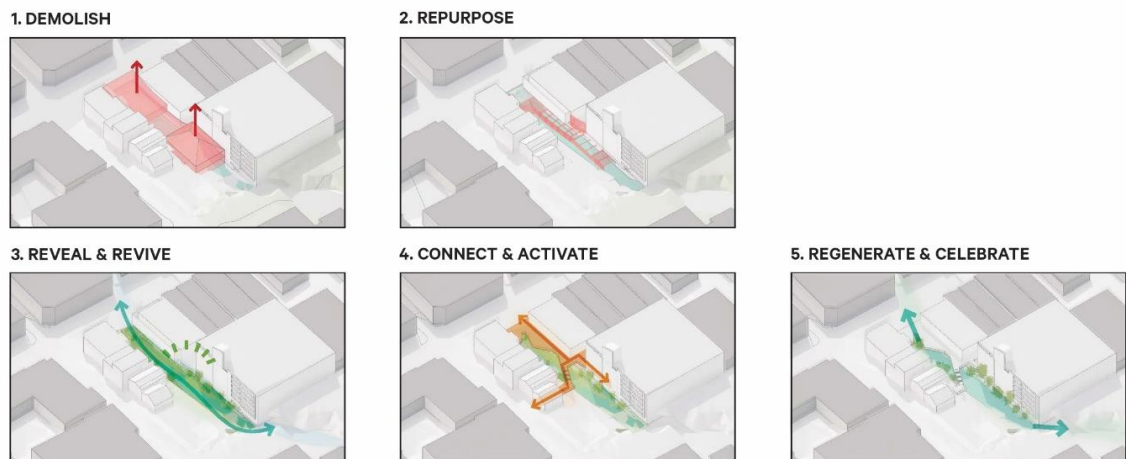 1. DEMOLISH
2. REPURPOSE
3. REVEAL & REVIVE
4. CONNECT & ACTIVATE
5. REGENERATE & CELEBRATE